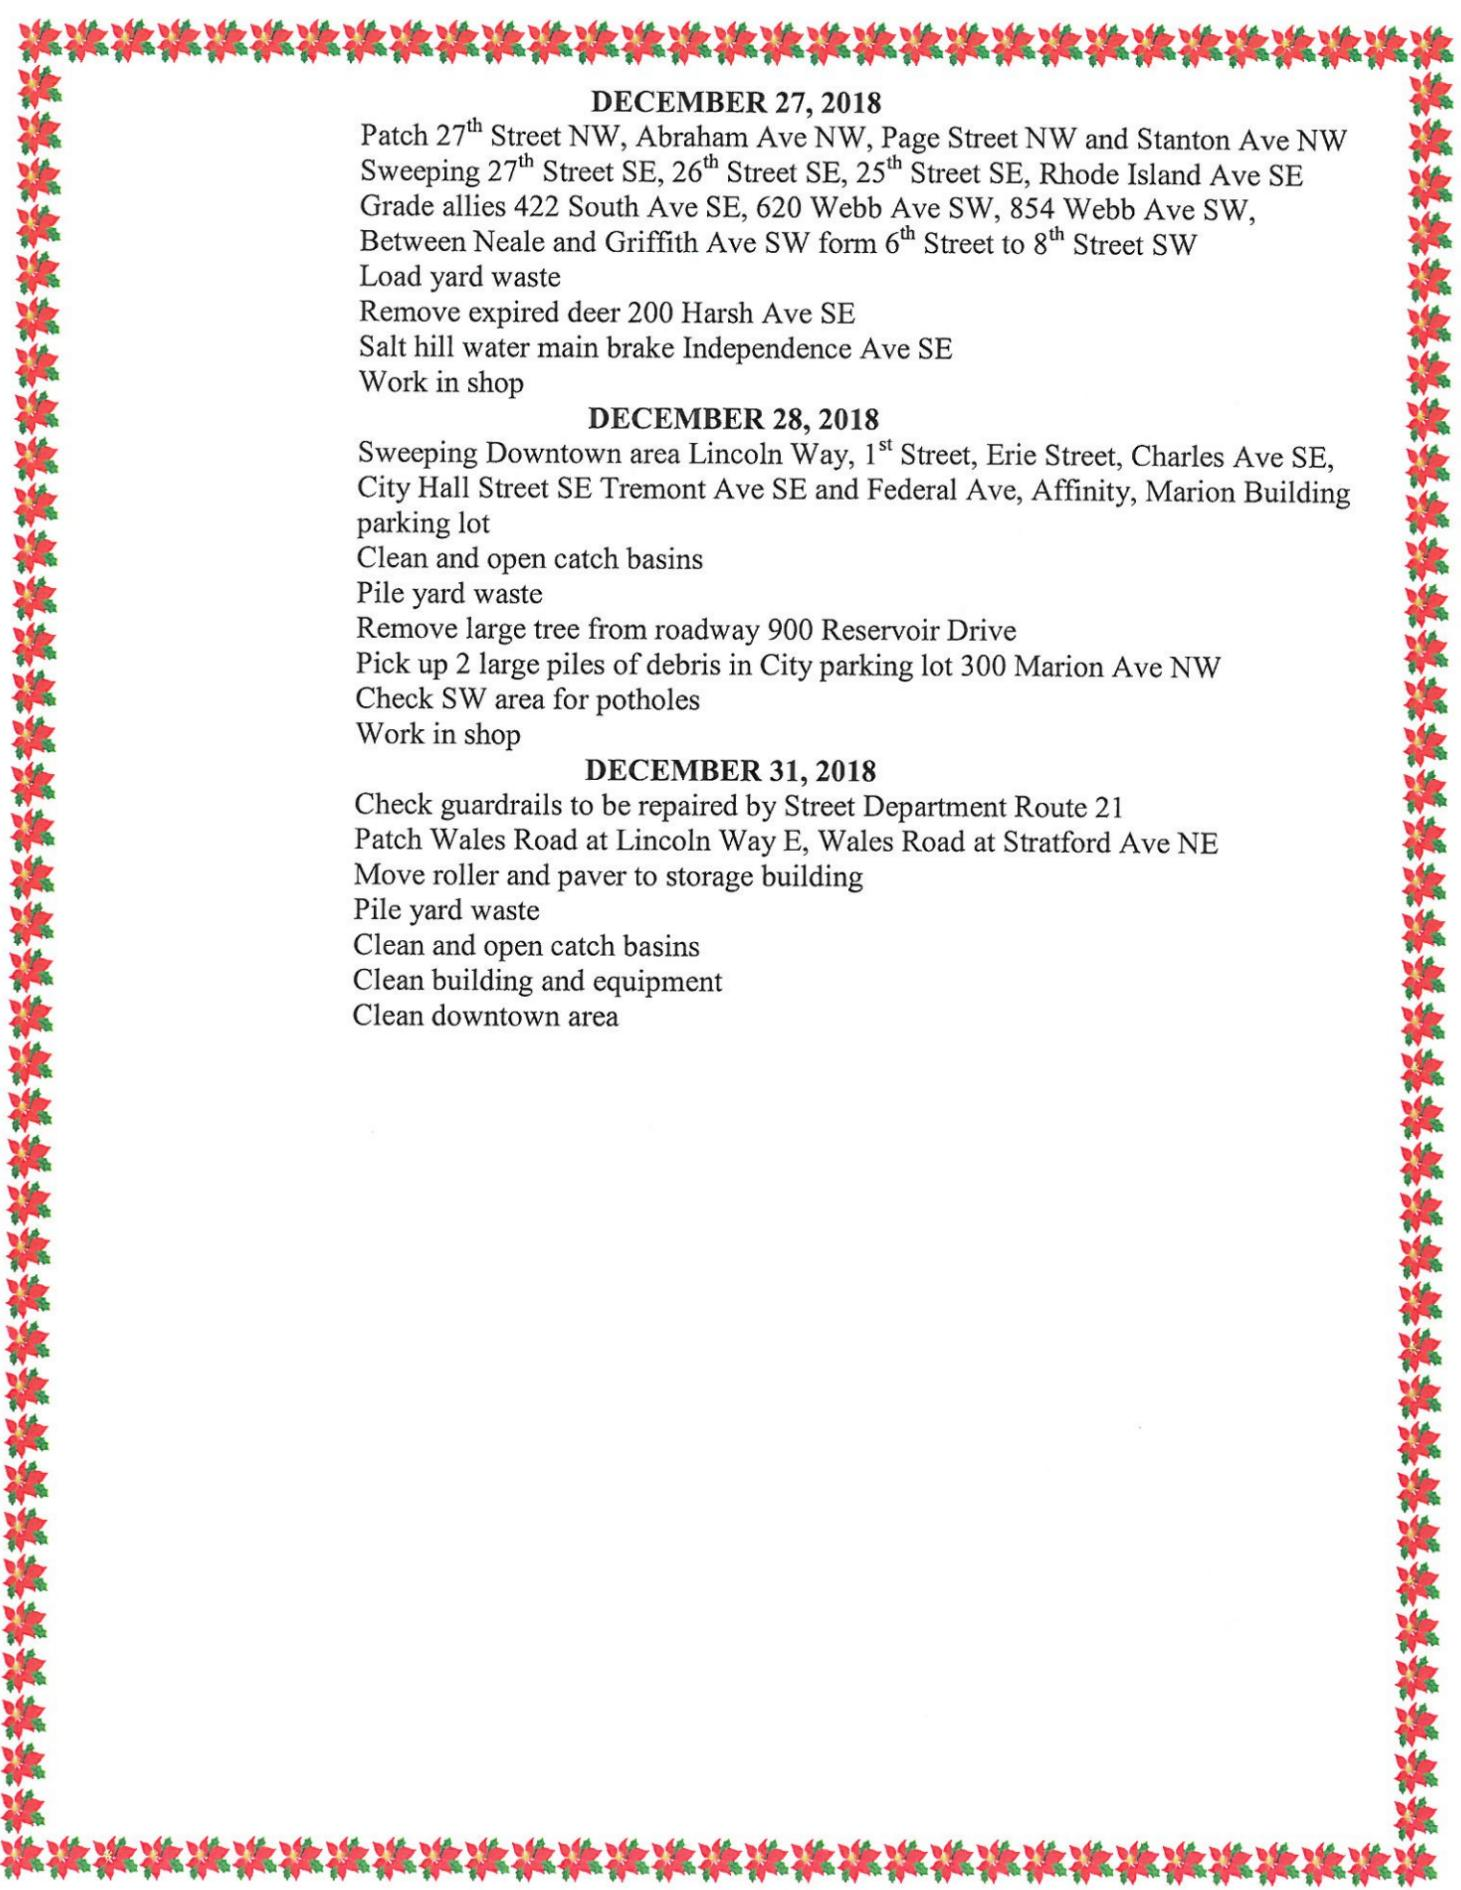 DECEMBER 27, 2018
Patch 27th Street NW, Abraham Ave NW, Page Street NW and Stanton Ave NW
Sweeping 27th Street SE, 26th Street SE, 25th Street SE, Rhode Island Ave SE
Grade allies 422 South Ave SE, 620 Webb Ave SW, 854 Webb Ave SW,
Between Neale and Griffith Ave SW form 6th Street to 8th Street SW
Load yard waste
Remove expired deer 200 Harsh Ave SE
Salt hill water main brake Independence Ave SE
Work in shop
DECEMBER 28, 2018
Sweeping Downtown area Lincoln Way, 1st Street, Erie Street, Charles Ave SE,
City Hall Street SE Tremont Ave SE and Federal Ave, Affinity, Marion Building
parking lot
Clean and open catch basins
Pile yard waste
Remove large tree from roadway 900 Reservoir Drive
Pick up 2 large piles of debris in City parking lot 300 Marion Ave NW
Check SW area for potholes
Work in shop
DECEMBER 31, 2018
Check guardrails to be repaired by Street Department Route 21
Patch Wales Road at Lincoln Way E, Wales Road at Stratford Ave NE
Move roller and paver to storage building
Pile yard waste
Clean and open catch basins
Clean building and equipment
Clean downtown area